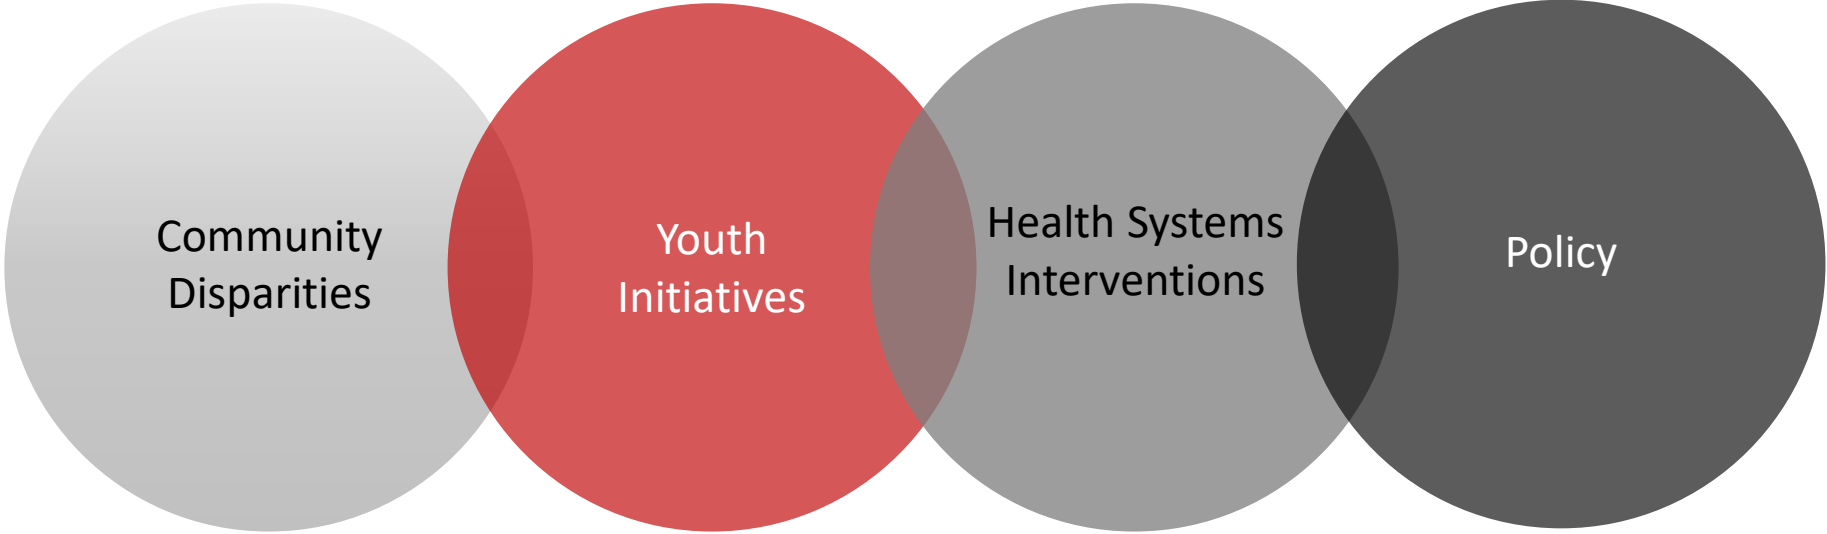 Community
Disparities
Youth
Initiatives
Health Systems
Interventions
Policy